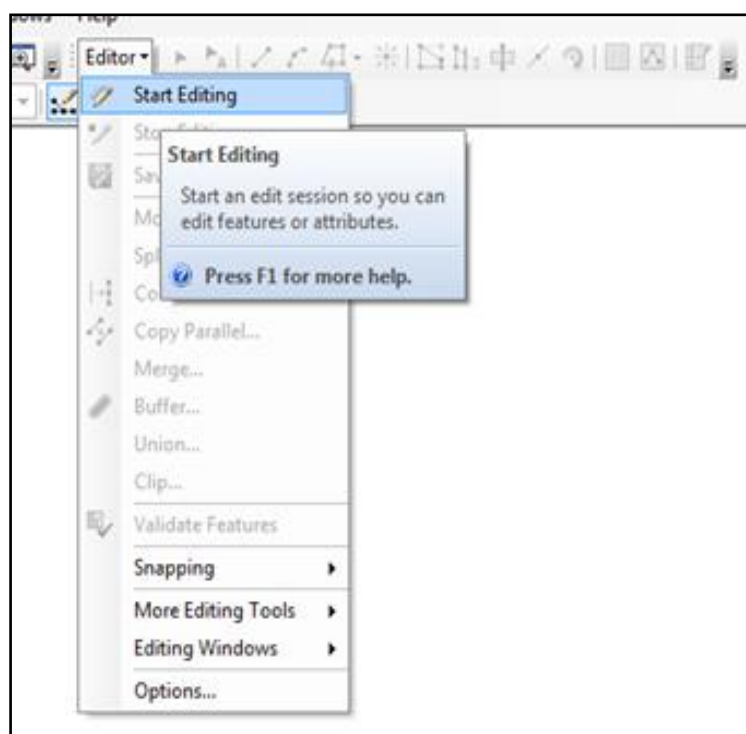 Editor
Start Editing
Start Editing
Start an edit session so you can
edit features or attributes.
Press F1 for more help.
Copy Parallel...
Merge...
Buffer...
Union...
Clip...
Validate Features
Snapping
More Editing Tools
Editing Windows
Options...